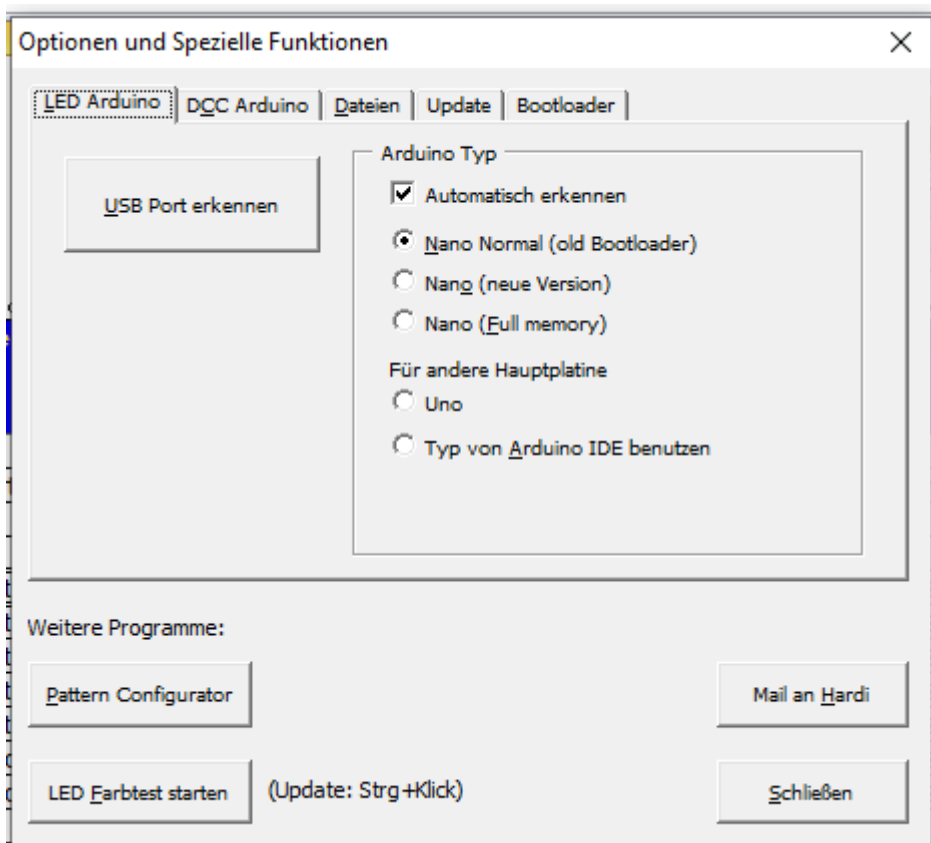 Optionen und Spezielle Funktionen
LED Arduino DCC Arduino Dateien Update Bootloader
USB Port erkennen
Arduino Typ
Automatisch erkennen
Nano Normal (old Bootloader)
Nano (neue Version)
Nano (Full memory)
Für andere Hauptplatine
Uno
Typ von Arduino IDE benutzen
Weitere Programme:
Pattern Configurator
Mail an Hardi
LED Farbtest starten (Update: Strg+Klick)
Schließen